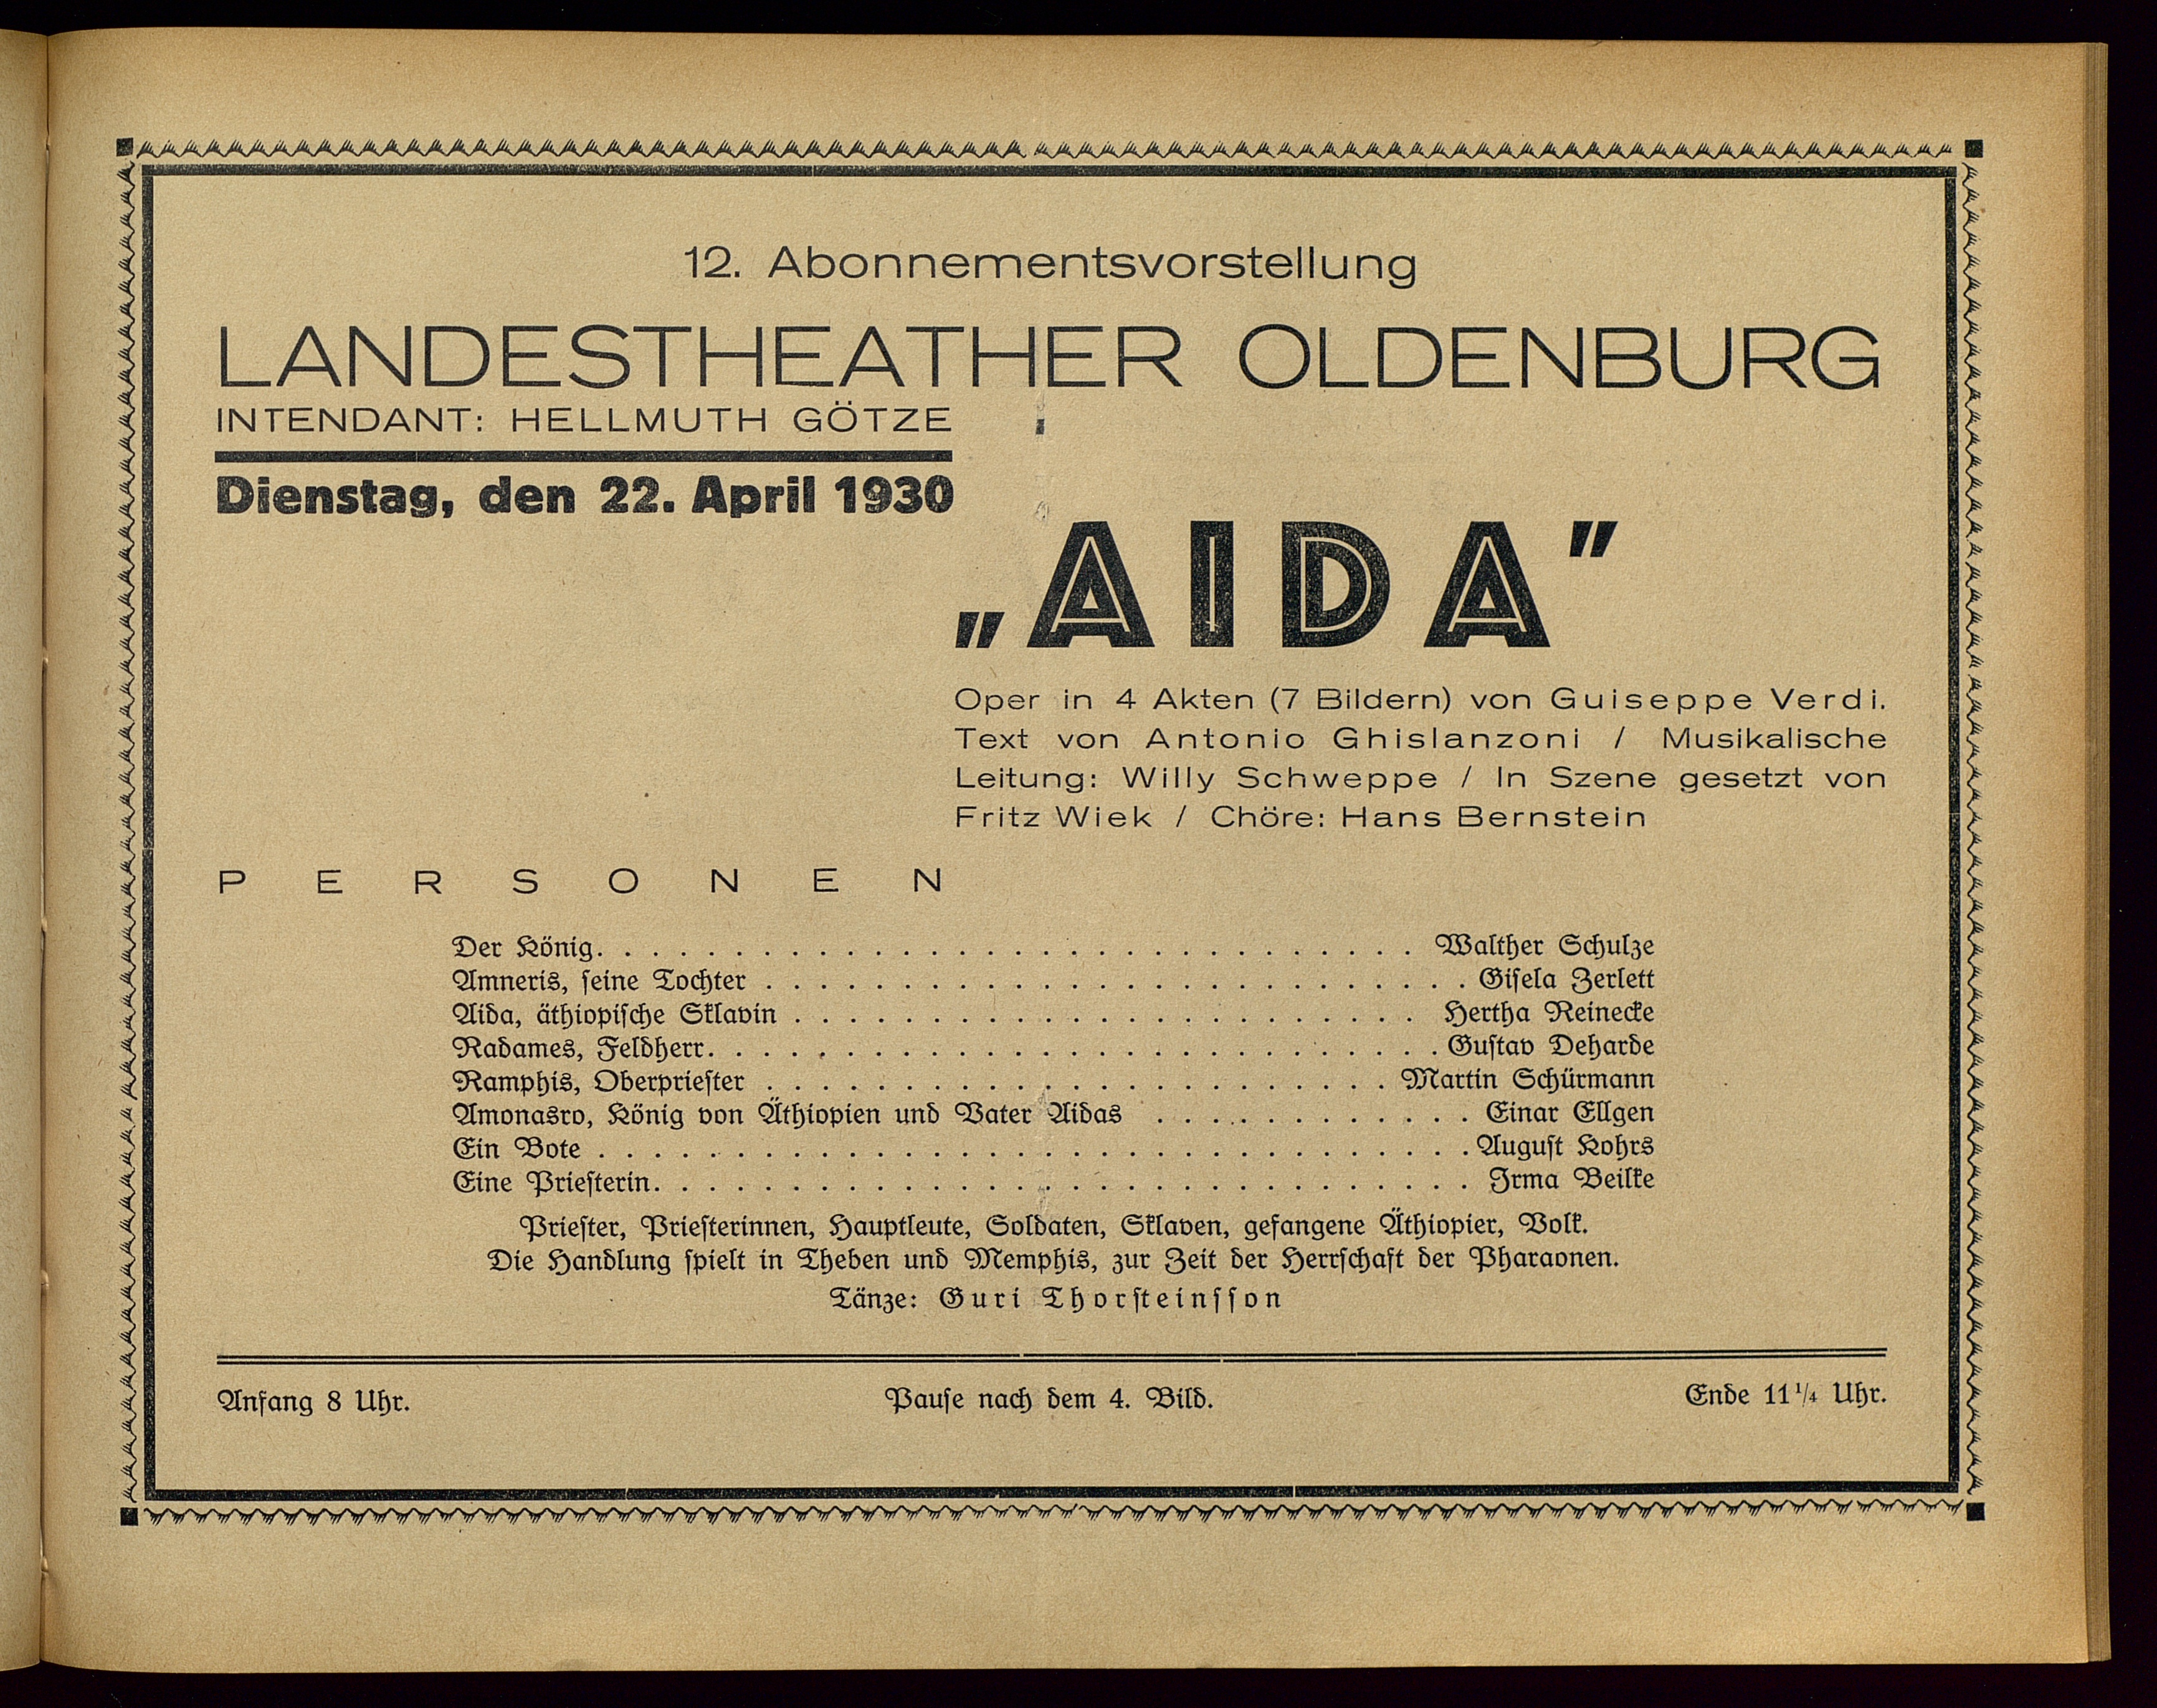 12. Abonnementsvorstellung
LANDESTHEATHER OLDENBURG
INTENDANT: HELLMUTH GÖTZE
Dienstag, den 22. April 1930
„AIDA”
Oper in 4 Akten (7 Bildern) von Guiseppe Verdi.
Text von Antonio Ghislanzoni / Musikalische
Leitung: Willy Schweppe / In Szene gesetzt von
Fritz Wiek / Chöre: Hans Bernstein
PERSONEN
Der König. . . . . . . . . . . . . . . . . . . . . . . . . . . . . . Walther Schulze
Amneris, ſeine Tochter . . . . . . . . . . . . . . . . . . . . . . . . . . Giſela Zerlett
Aida, äthiopiſche Sklavin . . . . . . . . . . . . . . . . . . . . . . . Hertha Reinecke
Radames, Feldherr. . . . . . . . . . . . . . . . . . . . . . . . . . . Guſtav Deharde
Ramphis, Oberprieſter . . . . . . . . . . . . . . . . . . . . . . . Martin Schürmann
Amonasro, König von Äthiopien und Vater Aidas . . . . . . . . . . . . Einar Ellgen
Ein Bote . . . . . . . . . . . . . . . . . . . . . . . . . . . . . . . . Auguſt Kohrs
Eine Prieſterin. . . . . . . . . . . . . . . . . . . . . . . . . . . . . . Irma Beilke
Prieſter, Prieſterinnen, Hauptleute, Soldaten, Sklaven, gefangene Äthiopier, Volk.
Die Handlung ſpielt in Theben und Memphis, zur Zeit der Herrſchaft der Pharaonen.
Tänze: Guri Thorſteinſſon
Anfang 8 Uhr. Pauſe nach dem 4. Bild. Ende 11¼ Uhr.